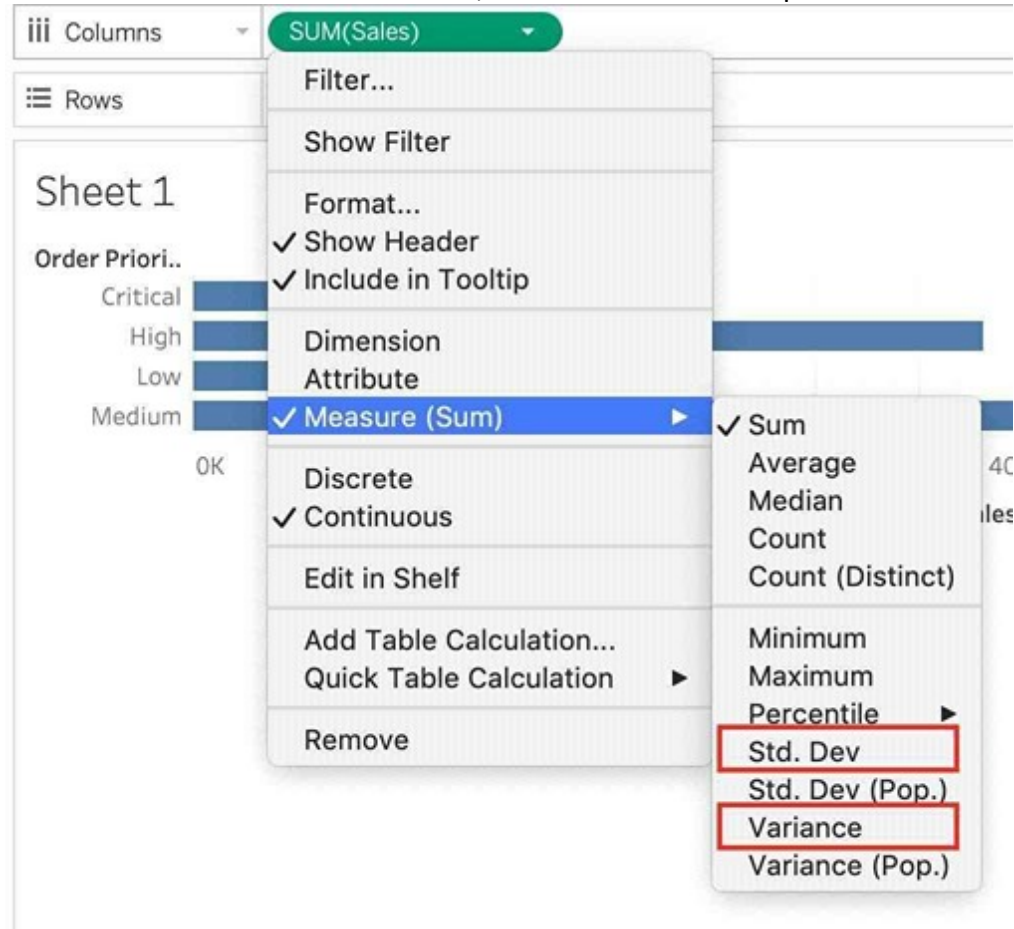 iii Columns SUM(Sales)
Rows
Filter...
Show Filter
Format...
✓ Show Header
✓ Include in Tooltip
Dimension
Attribute
✓ Measure (Sum)
Discrete
✓ Continuous
Edit in Shelf
Add Table Calculation...
Quick Table Calculation
Remove
✓ Sum
Average
Median
Count
Count (Distinct)
Minimum
Maximum
Percentile
Std. Dev
Std. Dev (Pop.)
Variance
Variance (Pop.)
Sheet 1
Order Priori..
Critical
High
Low
Medium
0K